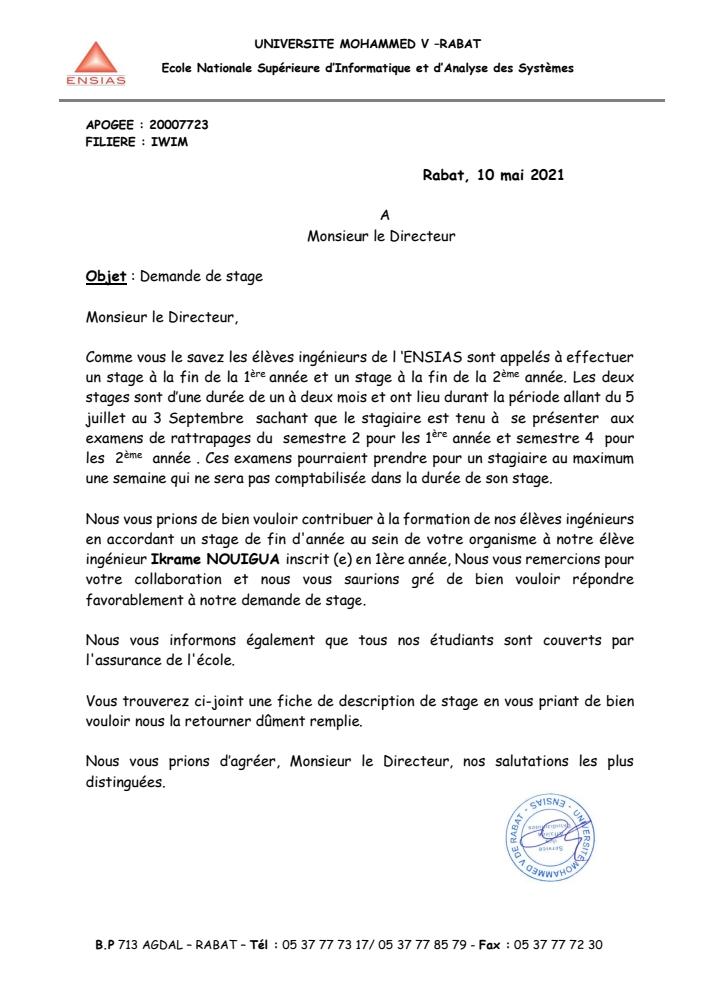 UNIVERSITE MOHAMMED V –RABAT
Ecole Nationale Supérieure d’Informatique et d’Analyse des Systèmes
ENSIAS
APOGEE : 20007723
FILIERE : IWIM
Rabat, 10 mai 2021
A
Monsieur le Directeur
Objet : Demande de stage
Monsieur le Directeur,
Comme vous le savez les élèves ingénieurs de l ‘ENSIAS sont appelés à effectuer
un stage à la fin de la 1ère année et un stage à la fin de la 2ème année. Les deux
stages sont d’une durée de un à deux mois et ont lieu durant la période allant du 5
juillet au 3 Septembre sachant que le stagiaire est tenu à se présenter aux
examens de rattrapages du semestre 2 pour les 1ère année et semestre 4 pour
les 2ème année . Ces examens pourraient prendre pour un stagiaire au maximum
une semaine qui ne sera pas comptabilisée dans la durée de son stage.
Nous vous prions de bien vouloir contribuer à la formation de nos élèves ingénieurs
en accordant un stage de fin d'année au sein de votre organisme à notre élève
ingénieur Ikrame NOUIGUA inscrit (e) en 1ère année, Nous vous remercions pour
votre collaboration et nous vous saurions gré de bien vouloir répondre
favorablement à notre demande de stage.
Nous vous informons également que tous nos étudiants sont couverts par
l'assurance de l'école.
Vous trouverez ci-joint une fiche de description de stage en vous priant de bien
vouloir nous la retourner dûment remplie.
Nous vous prions d’agréer, Monsieur le Directeur, nos salutations les plus
distinguées.
UNIVERSITÉ MOHAMMED V DE RABAT - ENSIAS -
Service
B.P 713 AGDAL – RABAT – Tél : 05 37 77 73 17/ 05 37 77 85 79 - Fax : 05 37 77 72 30